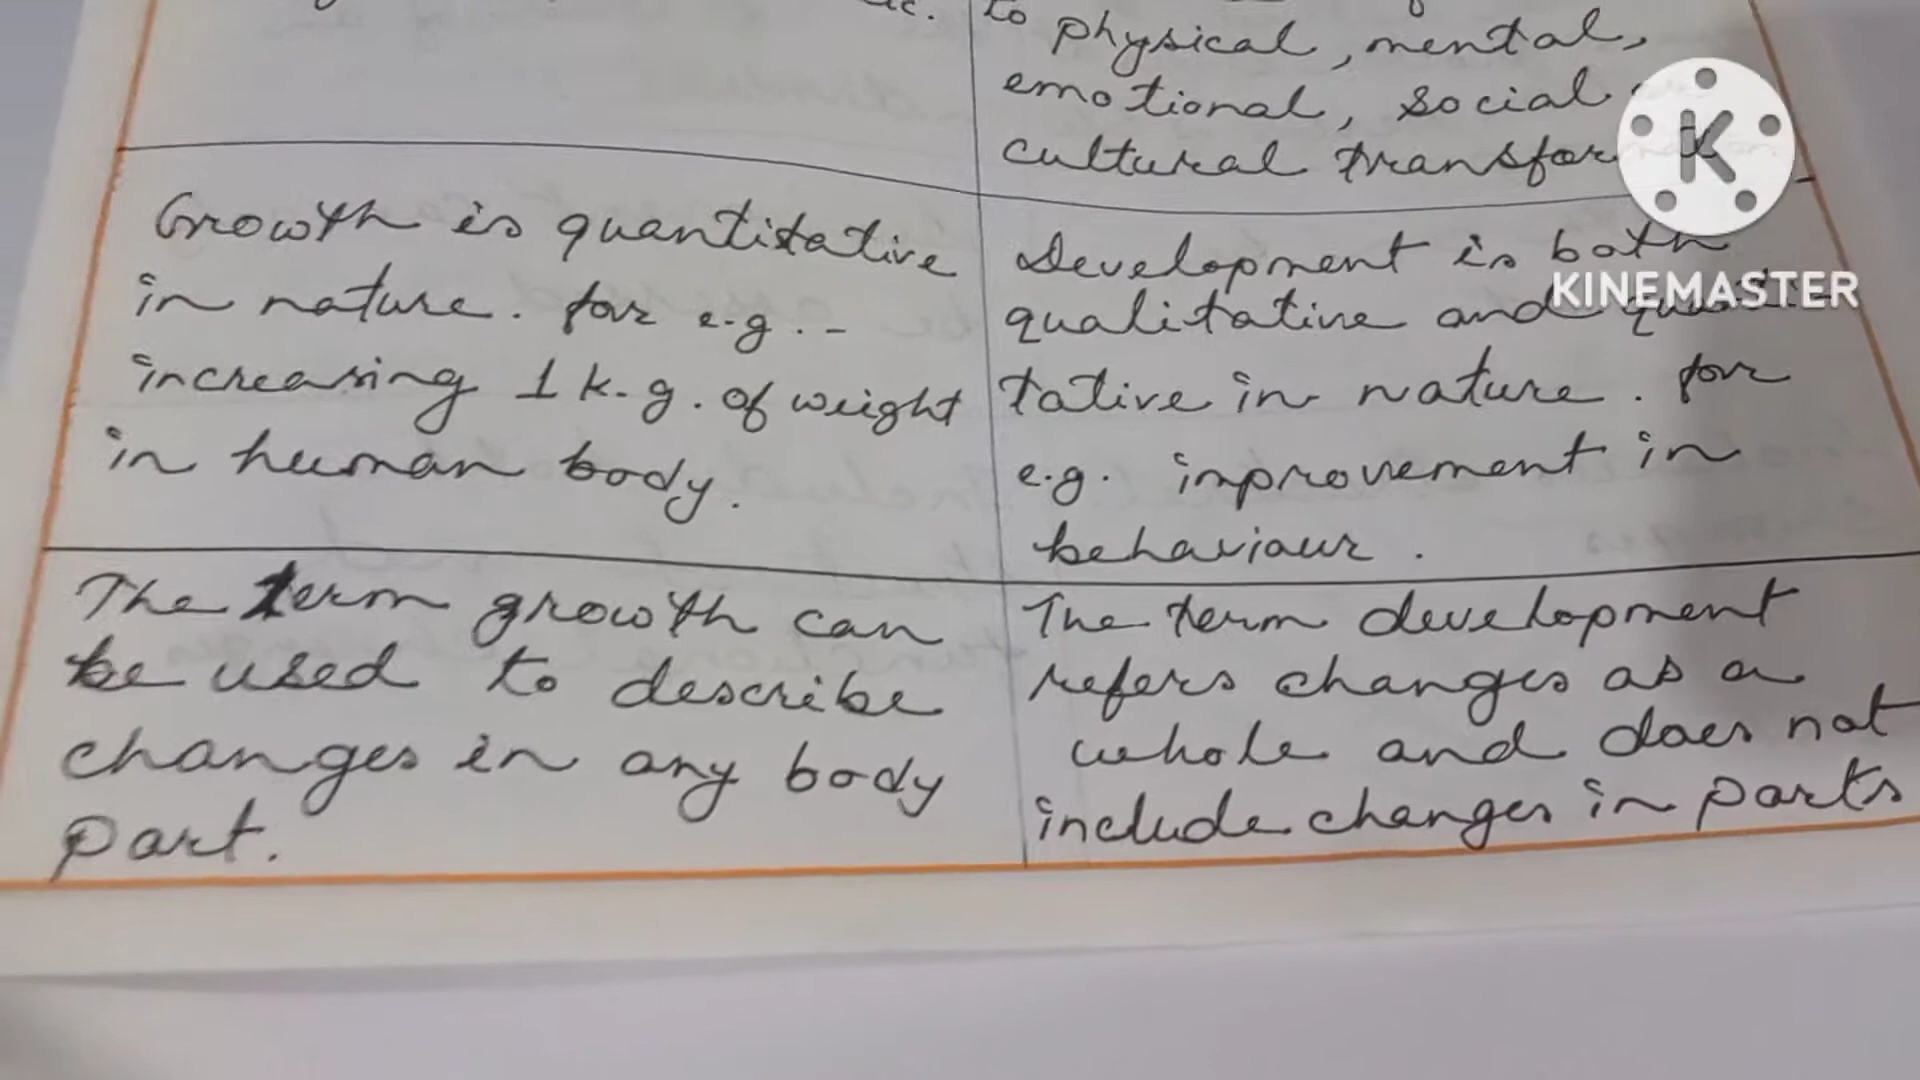 to
physical, mental,
emotional, social
cultural
Growth is quantitative
in nature. for e.g. -
increasing 1 k.g. of weight
in human body.
Development is both
qualitative and
tative in nature. for
e.g. improvement in
behaviour.
The term growth can
be used to describe
changes in any body
part.
The term development
refers changes as a
whole and does not
include changes in parts
K
KINEMASTER